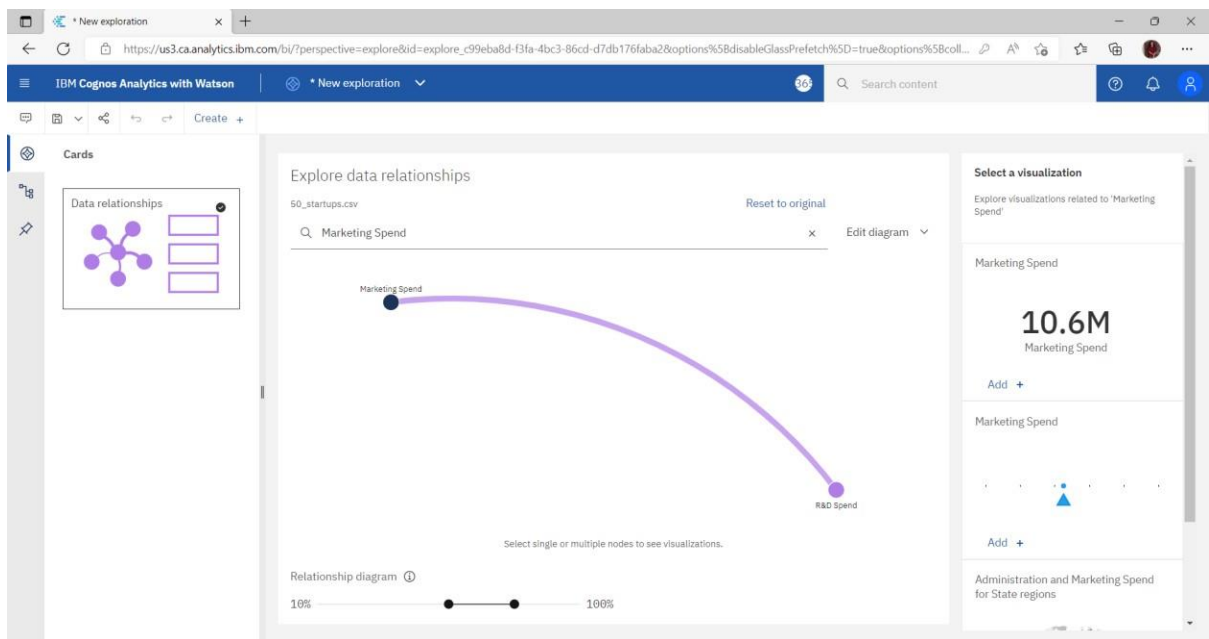 * New exploration
https://us3.ca.analytics.ibm.com/bi/?perspective=explore&id=explore_c99eba8d-f3fa-4bc3-86cd-d7db176faba2&options%5BdisableGlassPrefetch%5D=true&options%5Bcoll...
IBM Cognos Analytics with Watson
* New exploration
365
Search content
Create +
Cards
Data relationships
Explore data relationships
50_startups.csv
Reset to original
Marketing Spend
Edit diagram
Marketing Spend
R&D Spend
Select single or multiple nodes to see visualizations.
Relationship diagram
10%
100%
Select a visualization
Explore visualizations related to 'Marketing
Spend'
Marketing Spend
10.6M
Marketing Spend
Add +
Marketing Spend
Add +
Administration and Marketing Spend
for State regions